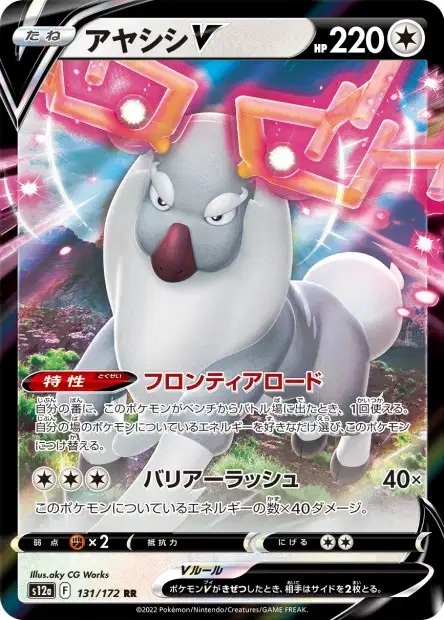 たね アヤシシV HP 220
特性 とくせい フロンティアロード
自分の番に、このポケモンがベンチからバトル場に出たとき、1回使える。
自分の場のポケモンについているエネルギーを好きなだけ選び、このポケモン
につけ替える。
バリアーラッシュ 40×
このポケモンについているエネルギーの数×40ダメージ。
弱点 ×2 抵抗力 にげる
Illus.aky CG Works
Vルール
s12a F 131/172 RR
ポケモンVがきぜつしたとき、相手はサイドを2枚とる。
©2022 Pokémon/Nintendo/Creatures/GAME FREAK.